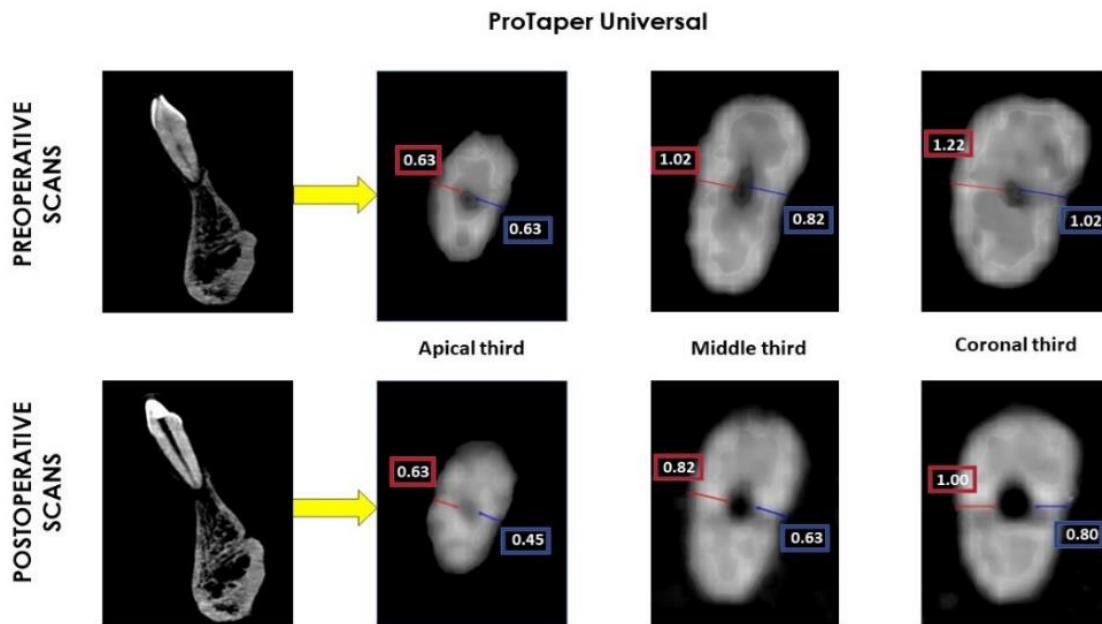 ProTaper Universal
PREOPERATIVE
SCANS
0.63
0.63
1.02
0.82
1.22
1.02
Apical third
Middle third
Coronal third
POSTOPERATIVE
SCANS
0.63
0.45
0.82
0.63
1.00
0.80